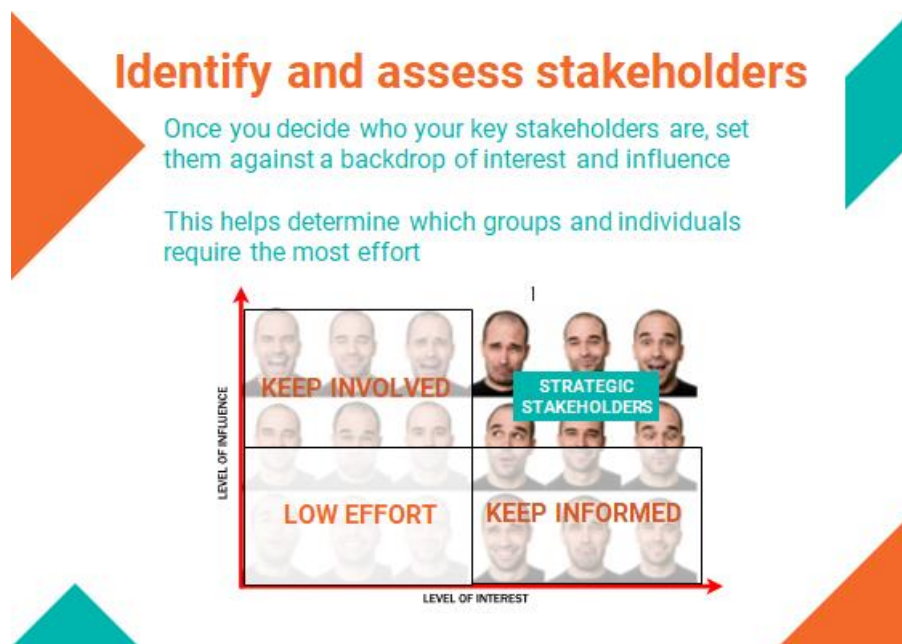 Identify and assess stakeholders
Once you decide who your key stakeholders are, set
them against a backdrop of interest and influence
This helps determine which groups and individuals
require the most effort
KEEP INVOLVED
STRATEGIC
STAKEHOLDERS
LEVEL OF INFLUENCE
LOW EFFORT
KEEP INFORMED
LEVEL OF INTEREST